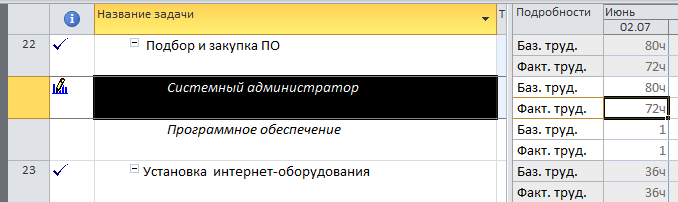 Название задачи Т Подробности Июнь
02.07
22 Подбор и закупка ПО Баз. труд. 80ч
Факт. труд. 72ч
Системный администратор Баз. труд. 80ч
Факт. труд. 72ч
Программное обеспечение Баз. труд. 1
Факт. труд. 1
23 Установка интернет-оборудования Баз. труд. 36ч
Факт. труд. 36ч